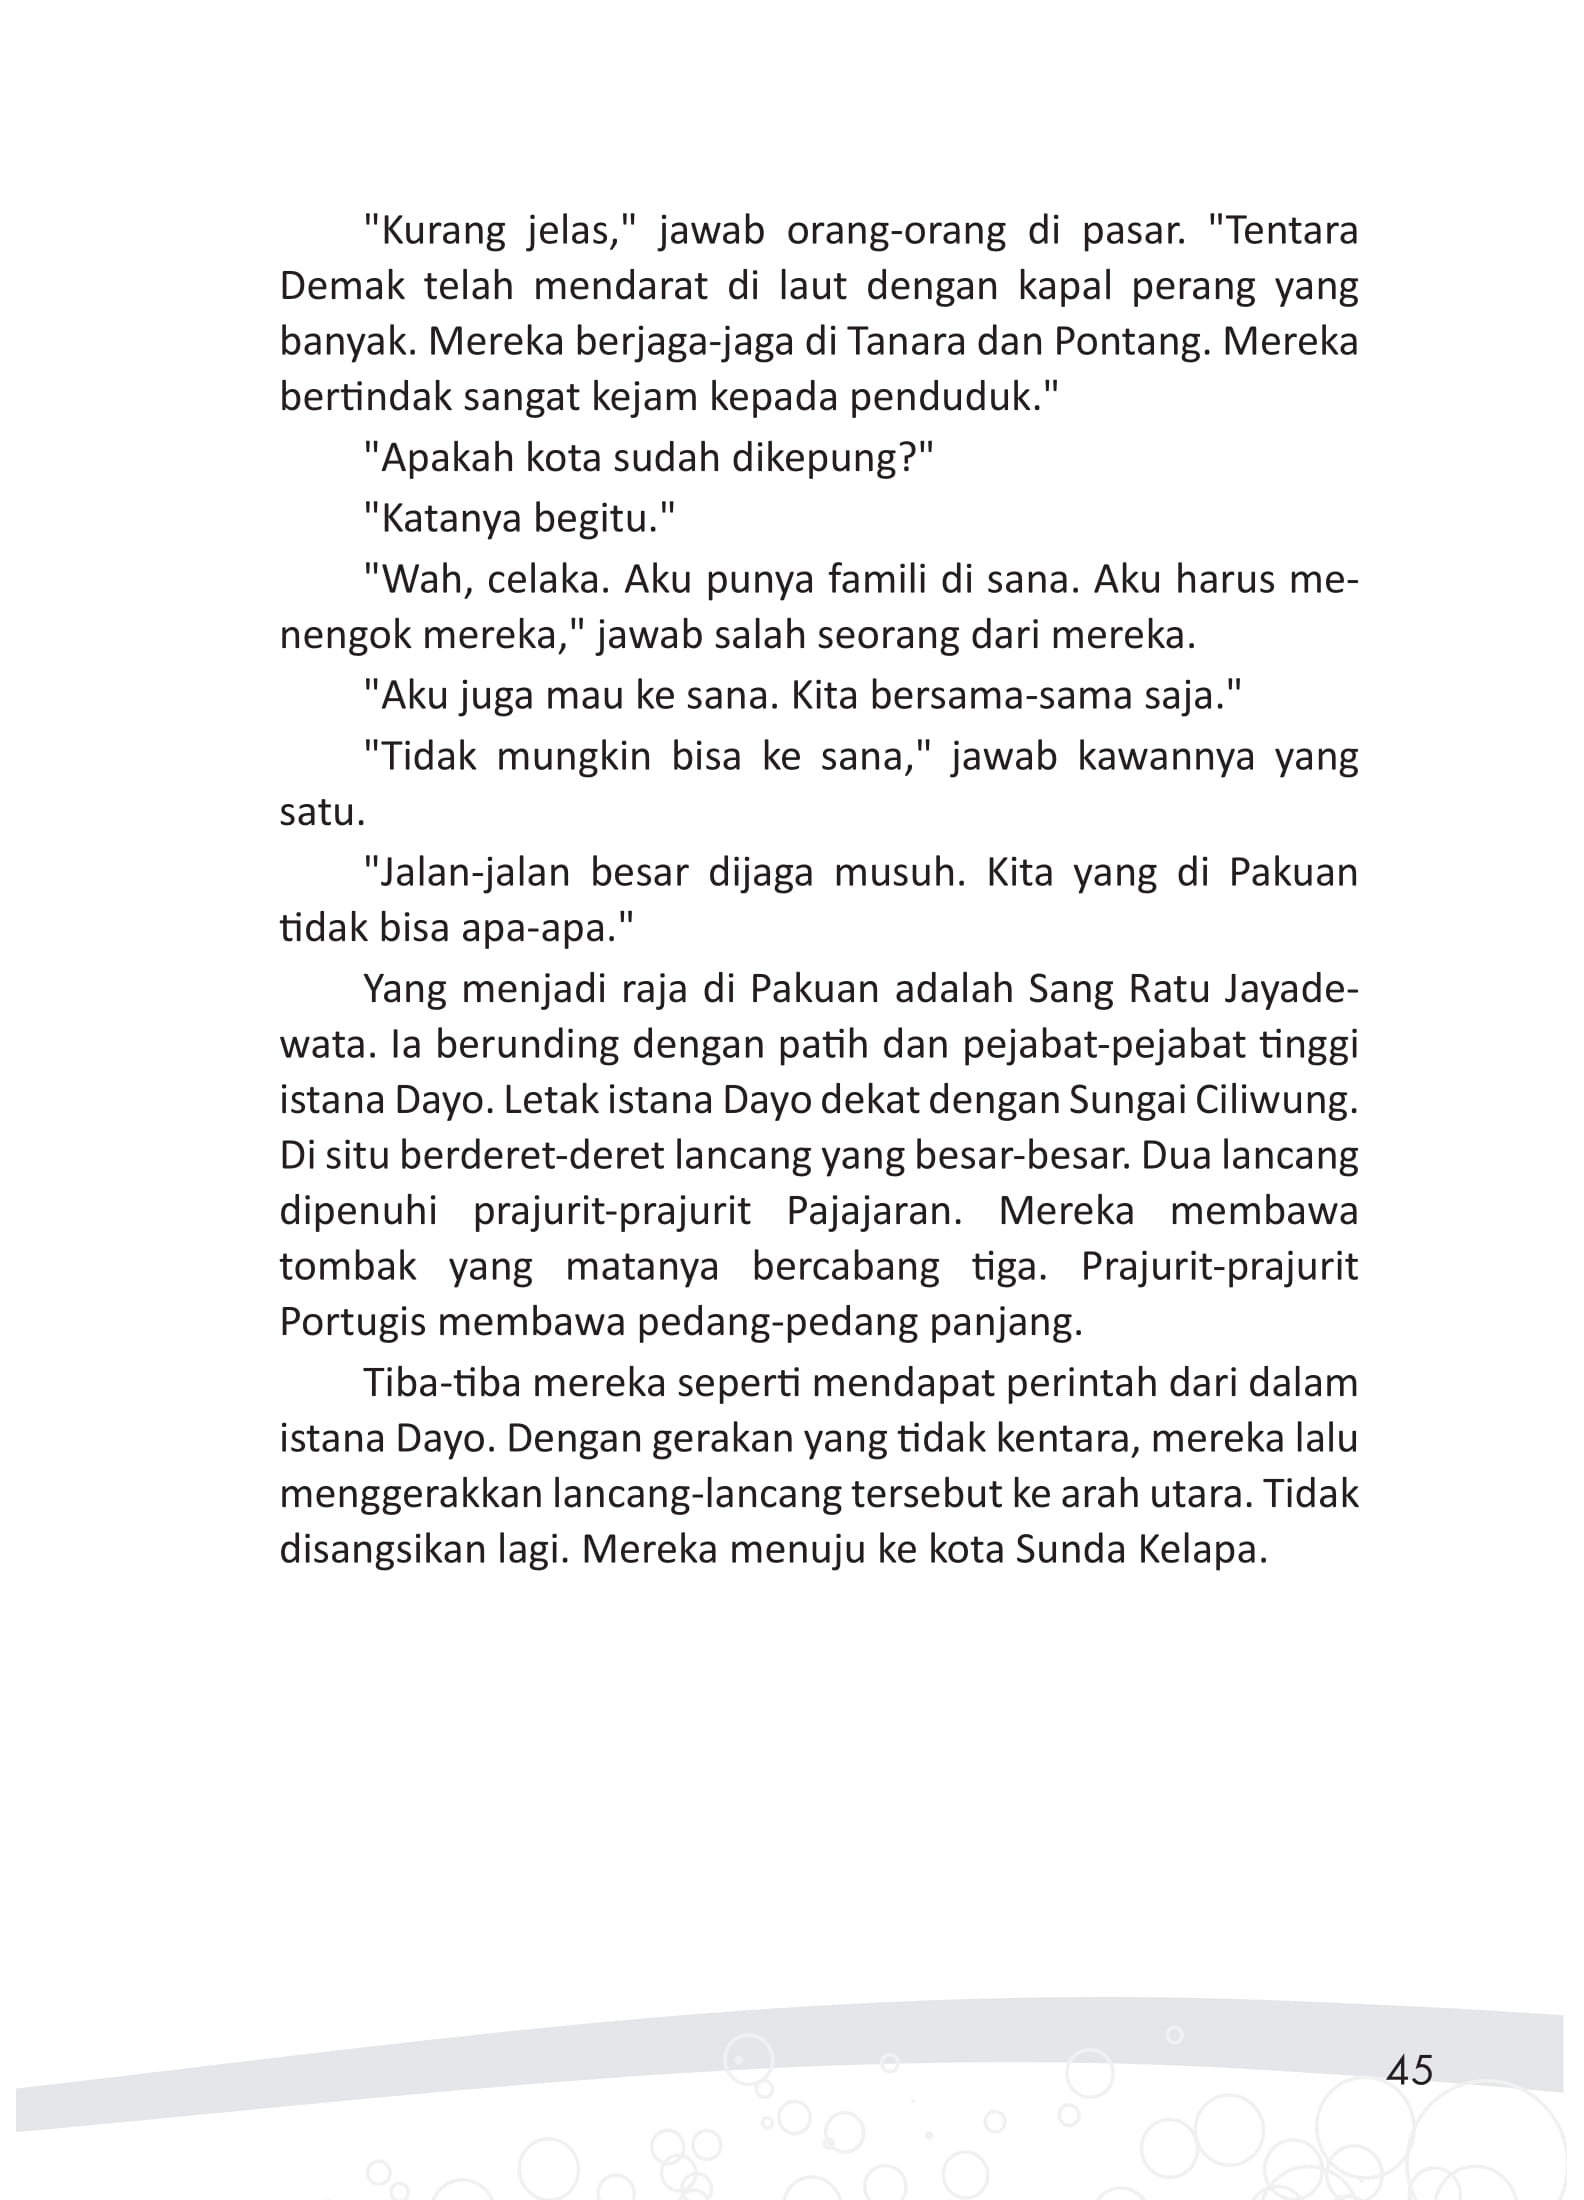 "Kurang jelas," jawab orang-orang di pasar. "Tentara
Demak telah mendarat di laut dengan kapal perang yang
banyak. Mereka berjaga-jaga di Tanara dan Pontang. Mereka
bertindak sangat kejam kepada penduduk."
"Apakah kota sudah dikepung?"
"Katanya begitu."
"Wah, celaka. Aku punya famili di sana. Aku harus me-
nengok mereka," jawab salah seorang dari mereka.
"Aku juga mau ke sana. Kita bersama-sama saja."
"Tidak mungkin bisa ke sana," jawab kawannya yang
satu.
"Jalan-jalan besar dijaga musuh. Kita yang di Pakuan
tidak bisa apa-apa."
Yang menjadi raja di Pakuan adalah Sang Ratu Jayade-
wata. Ia berunding dengan patih dan pejabat-pejabat tinggi
istana Dayo. Letak istana Dayo dekat dengan Sungai Ciliwung.
Di situ berderet-deret lancang yang besar-besar. Dua lancang
dipenuhi prajurit-prajurit Pajajaran. Mereka membawa
tombak yang matanya bercabang tiga. Prajurit-prajurit
Portugis membawa pedang-pedang panjang.
Tiba-tiba mereka seperti mendapat perintah dari dalam
istana Dayo. Dengan gerakan yang tidak kentara, mereka lalu
menggerakkan lancang-lancang tersebut ke arah utara. Tidak
disangsikan lagi. Mereka menuju ke kota Sunda Kelapa.
45